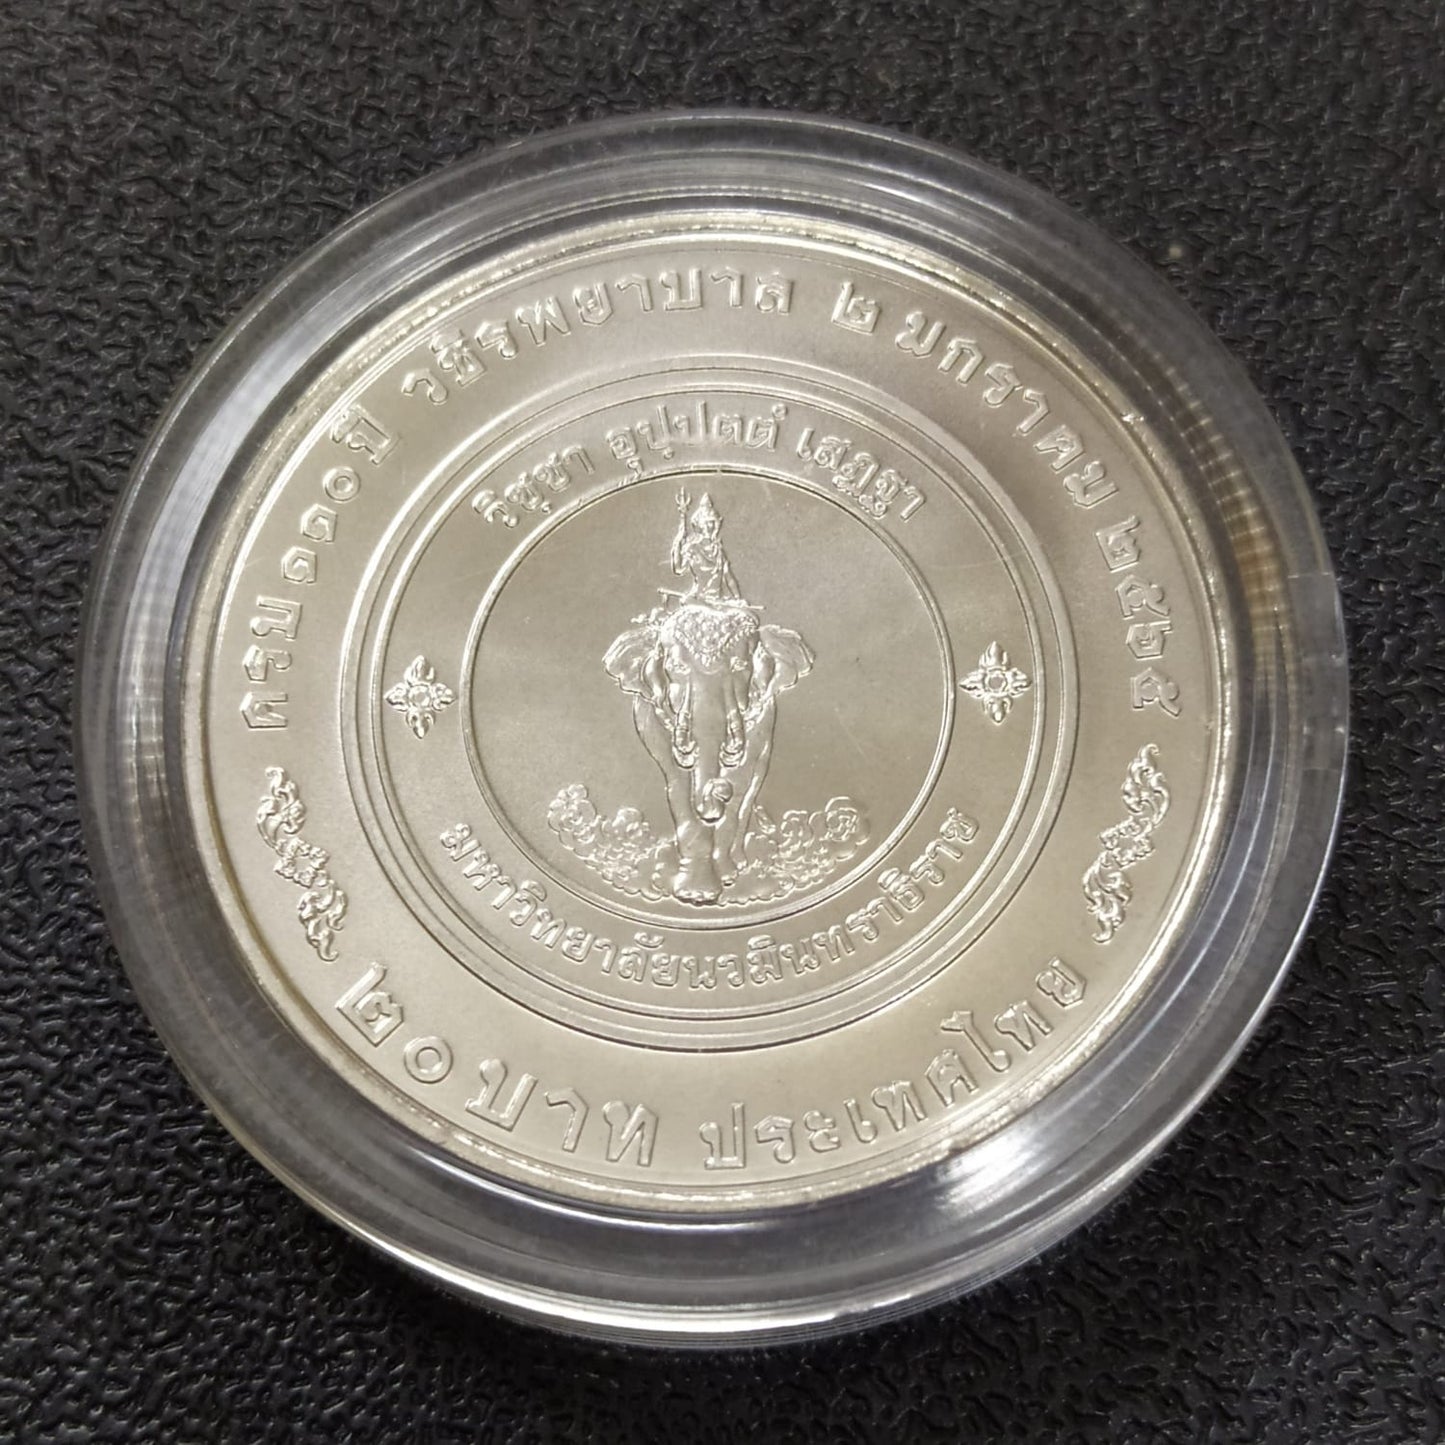 ครบ ๑๑๐ ปี วชิรพยาบาล ๒ มกราคม ๒๕๖๕
วิชฺชา อุปฺปตตํ เสฏฺฐา
มหาวิทยาลัยนวมินทราธิราช
๒๐ บาท ประเทศไทย